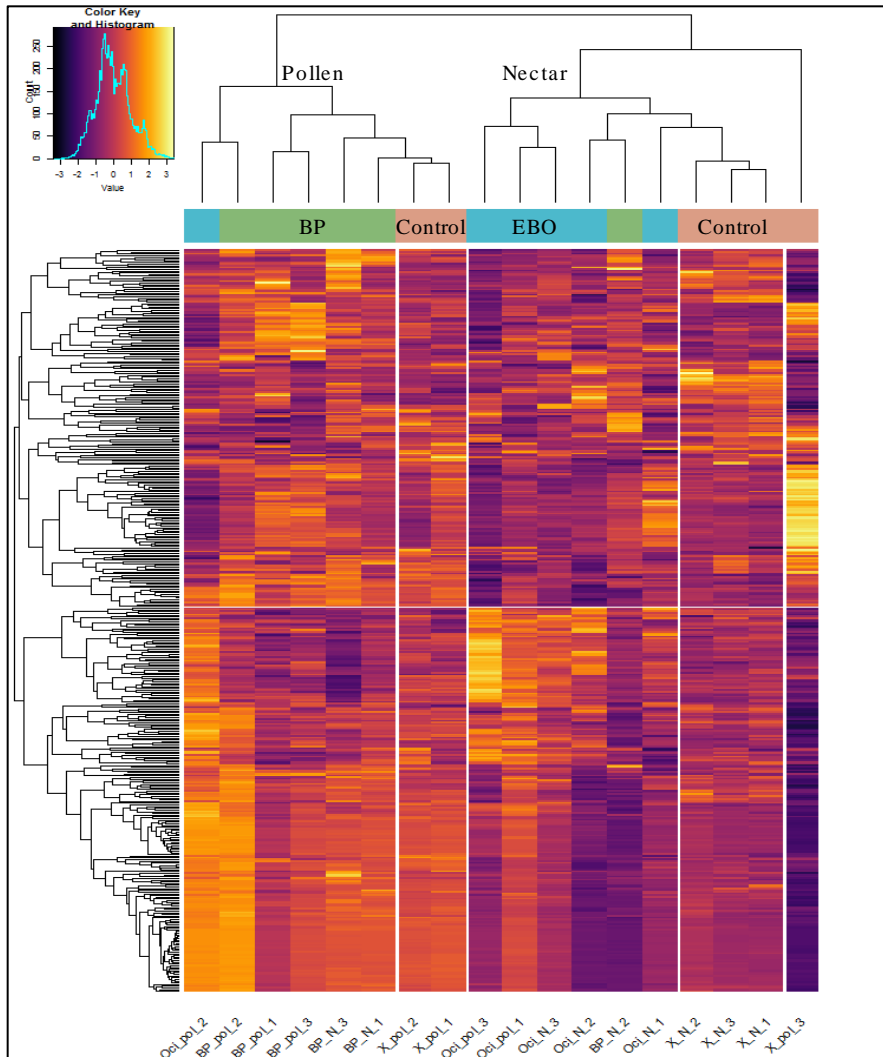 Color Key
and Histogram
Count
0 50 100 150 200 250
-3 -2 -1 0 1 2 3
Value
Pollen
Nectar
BP
Control
EBO
Control
Oci_pol_2
BP_pol_2
BP_pol_1
BP_pol_3
BP_N_3
BP_N_1
X_pol_2
X_pol_1
Oci_pol_3
Oci_pol_1
Oci_N_3
Oci_N_2
BP_N_2
Oci_N_1
X_N_2
X_N_3
X_N_1
X_pol_3